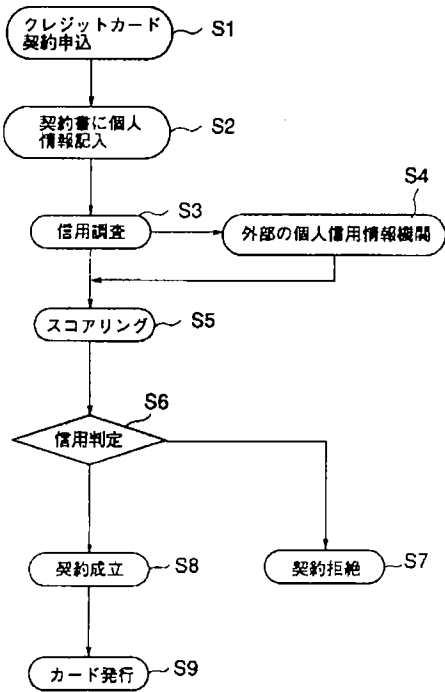 クレジットカード
契約申込
S1
契約書に個人
情報記入
S2
信用調査
S3
外部の個人信用情報機関
S4
スコアリング
S5
信用判定
S6
契約拒絶
S7
契約成立
S8
カード発行
S9